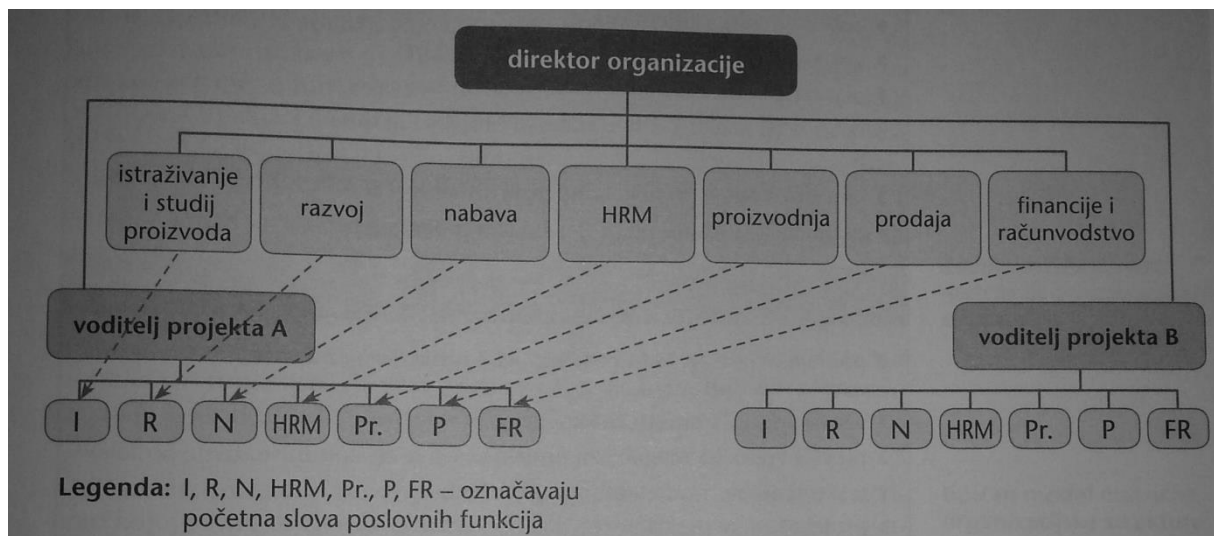 direktor organizacije
istraživanje
i studij
proizvoda
razvoj
nabava
HRM
proizvodnja
prodaja
financije i
računvodstvo
voditelj projekta A
voditelj projekta B
I R N HRM Pr. P FR
I R N HRM Pr. P FR
Legenda: I, R, N, HRM, Pr., P, FR – označavaju
početna slova poslovnih funkcija